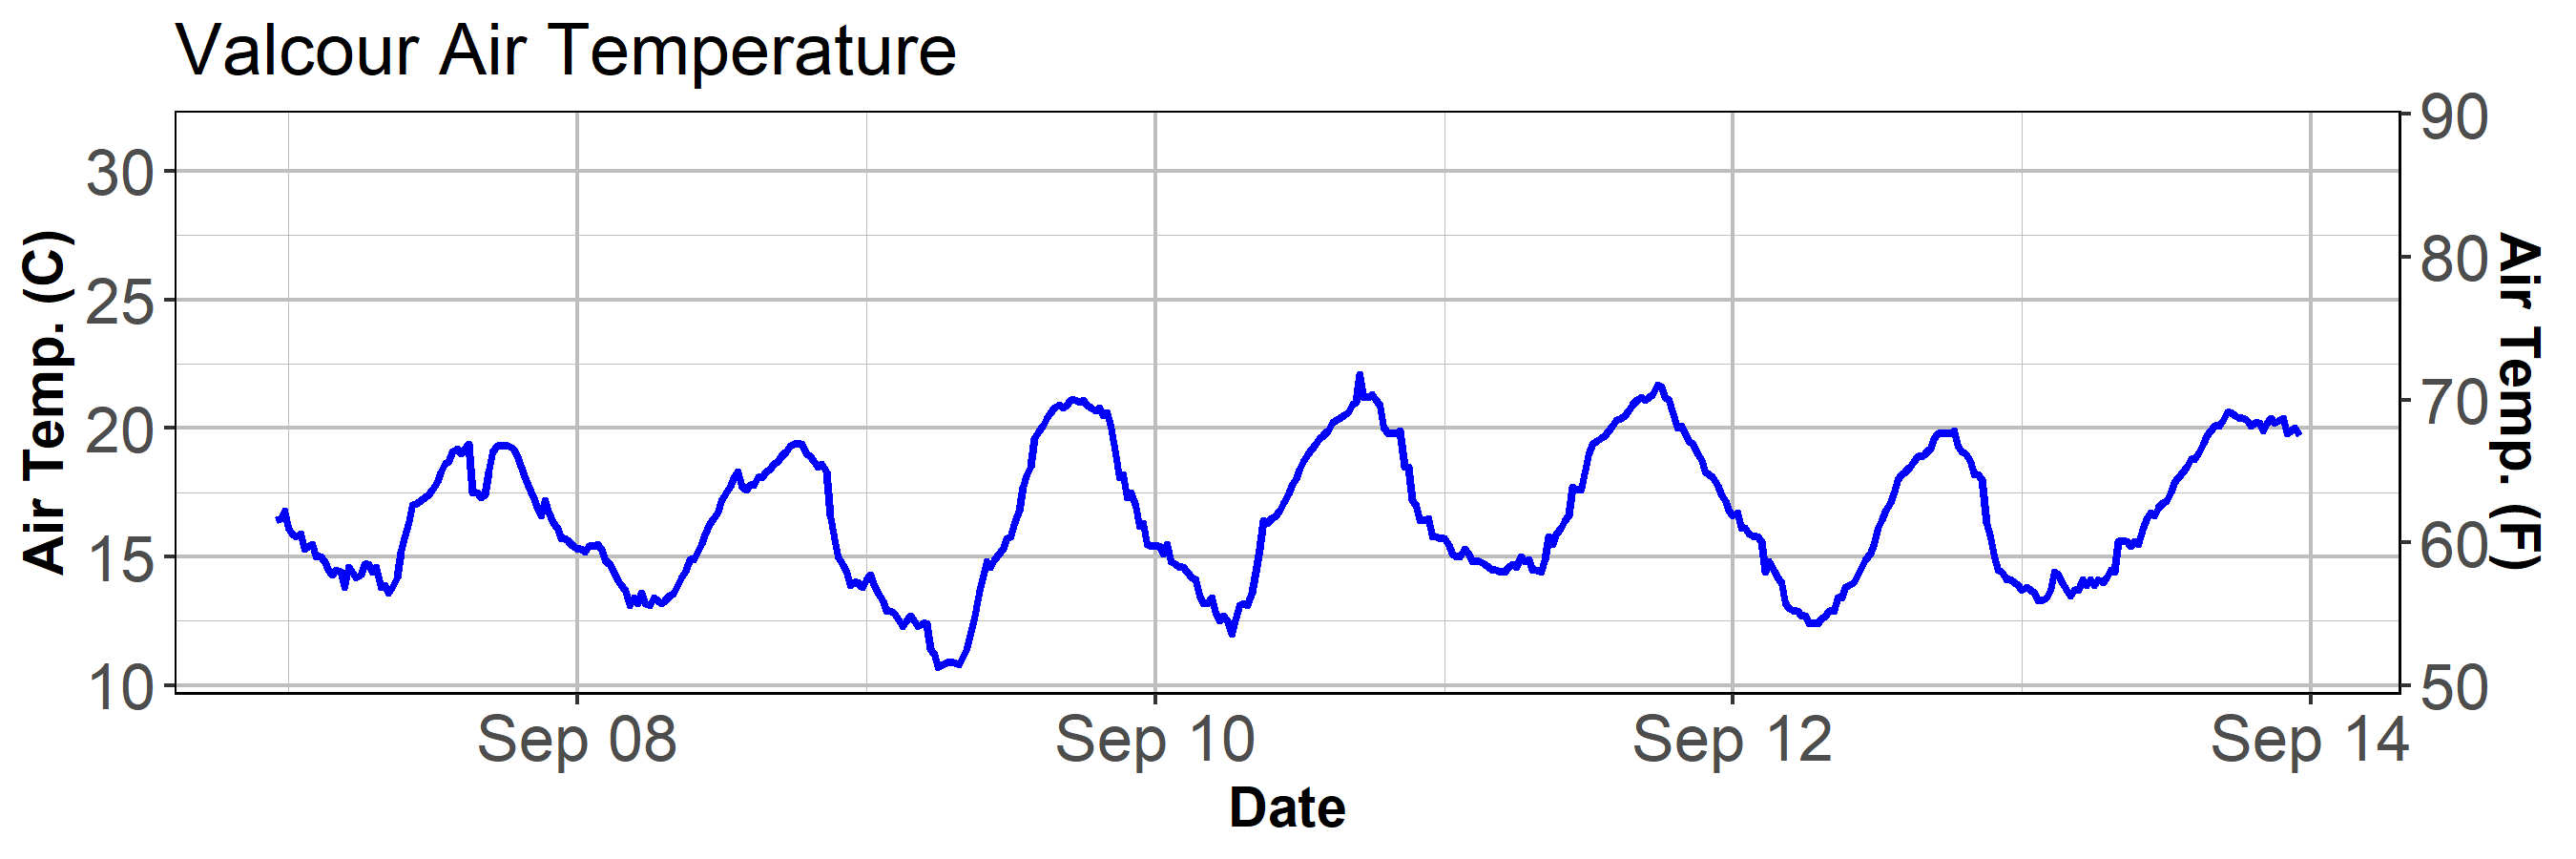 Valcour Air Temperature
Air Temp. (C)
30
25
20
15
10
90
80
70
60
50
Air Temp. (F)
Sep 08
Sep 10
Sep 12
Sep 14
Date